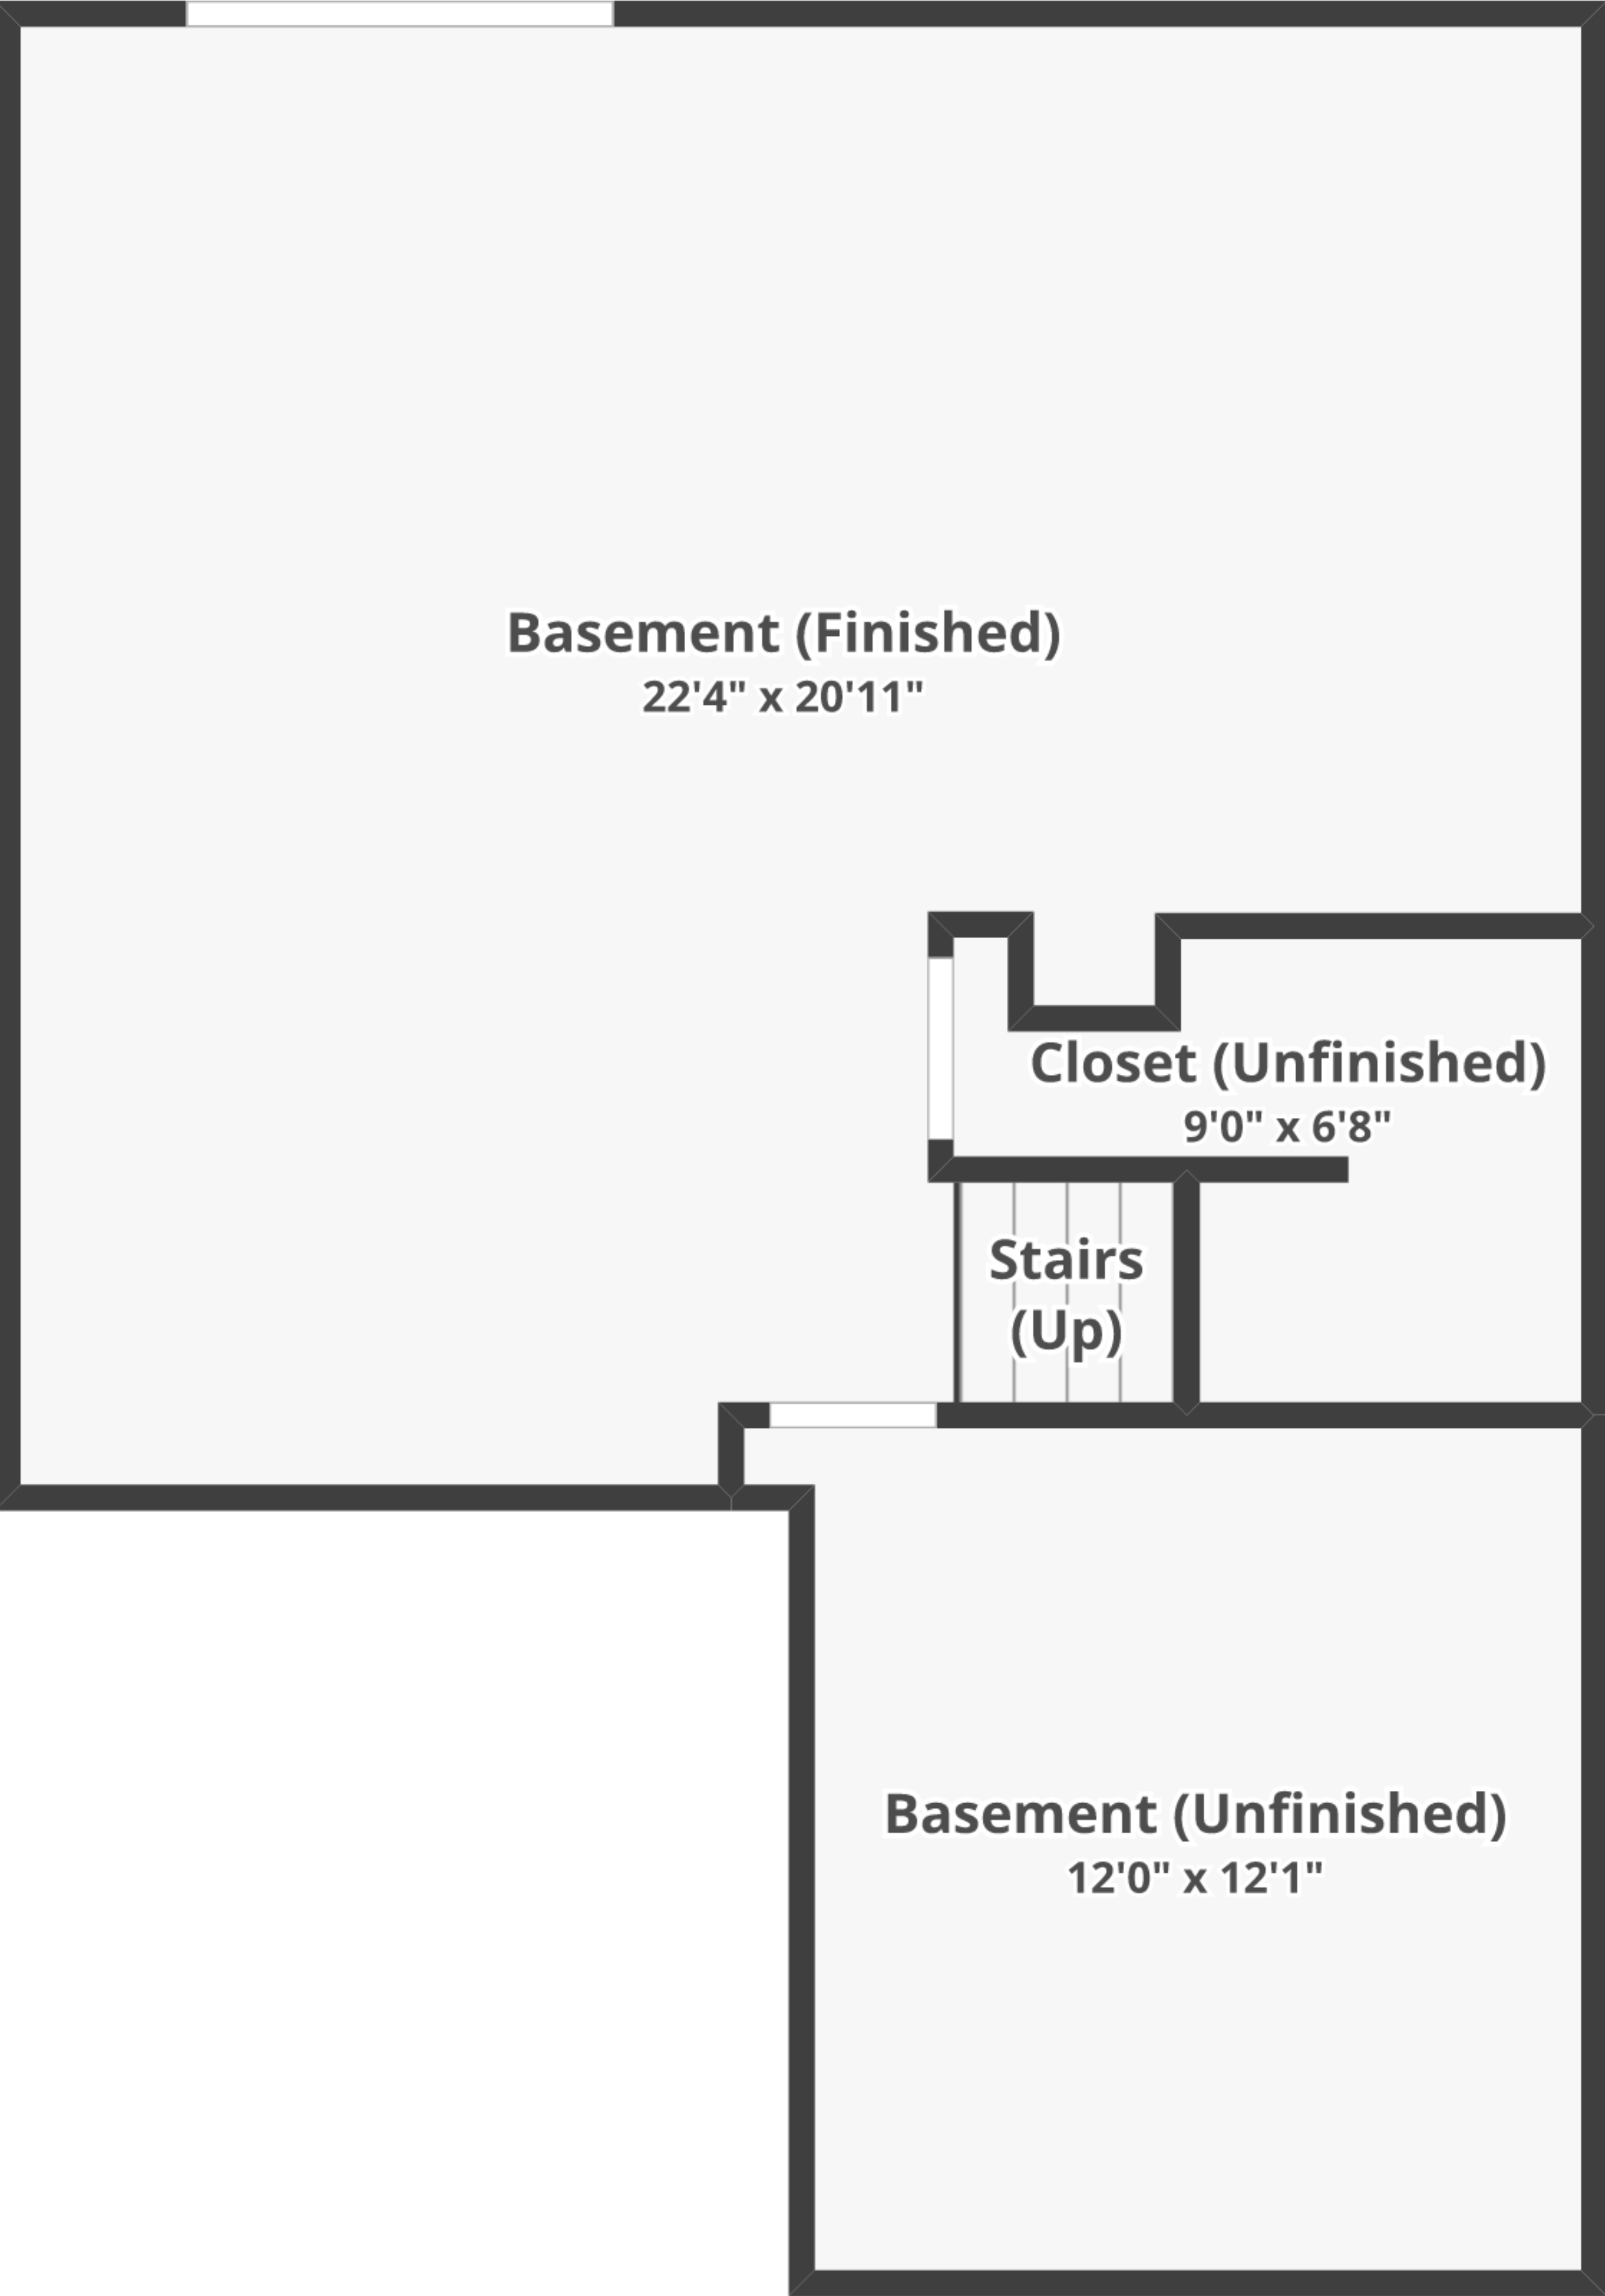 Basement (Finished)
22'4" x 20'11"
Closet (Unfinished)
9'0" x 6'8"
Stairs
(Up)
Basement (Unfinished)
12'0" x 12'1"